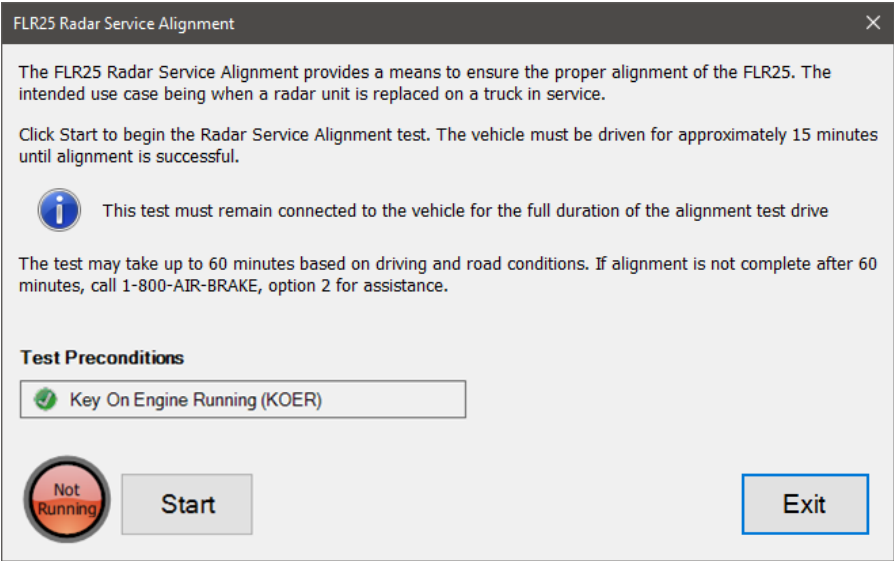 FLR25 Radar Service Alignment
The FLR25 Radar Service Alignment provides a means to ensure the proper alignment of the FLR25. The
intended use case being when a radar unit is replaced on a truck in service.
Click Start to begin the Radar Service Alignment test. The vehicle must be driven for approximately 15 minutes
until alignment is successful.
This test must remain connected to the vehicle for the full duration of the alignment test drive
The test may take up to 60 minutes based on driving and road conditions. If alignment is not complete after 60
minutes, call 1-800-AIR-BRAKE, option 2 for assistance.
Test Preconditions
Key On Engine Running (KOER)
Not
Running
Start
Exit